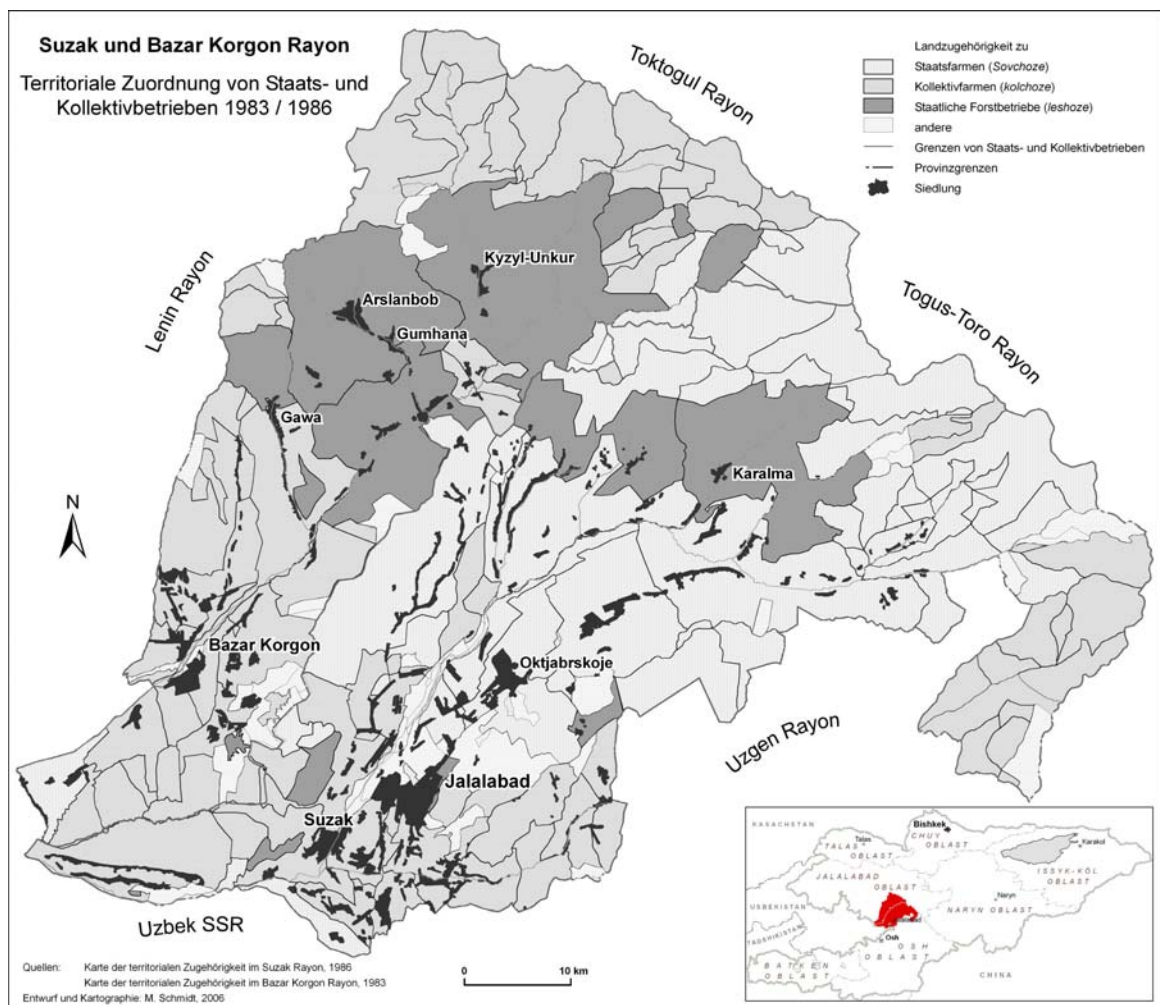 Suzak und Bazar Korgon Rayon
Territoriale Zuordnung von Staats- und
Kollektivbetrieben 1983 / 1986
Landzugehörigkeit zu
Staatsfarmen (Sovchoze)
Kollektivfarmen (kolchoze)
Staatliche Forstbetriebe (leshoze)
andere
Grenzen von Staats- und Kollektivbetrieben
Provinzgrenzen
Siedlung
Toktogul Rayon
Lenin Rayon
Togus-Toro Rayon
Kyzyl-Unkur
Arslanbob
Gumhana
Gawa
Karalma
N
Bazar Korgon
Oktjabrskoje
Uzgen Rayon
Jalalabad
Suzak
Uzbek SSR
KASACHSTAN
Bishkek
Talas
CHUY
OBLAST
TALAS
OBLAST
Karakol
JALALABAD
OBLAST
ISSYK-KÖL
OBLAST
Naryn
USBEKISTAN
NARYN OBLAST
TADSHIKISTAN
Osh
OSH
OBLAST
BATKEN
OBLAST
CHINA
Quellen: Karte der territorialen Zugehörigkeit im Suzak Rayon, 1986
Karte der territorialen Zugehörigkeit im Bazar Korgon Rayon, 1983
Entwurf und Kartographie: M. Schmidt, 2006
0 10 km